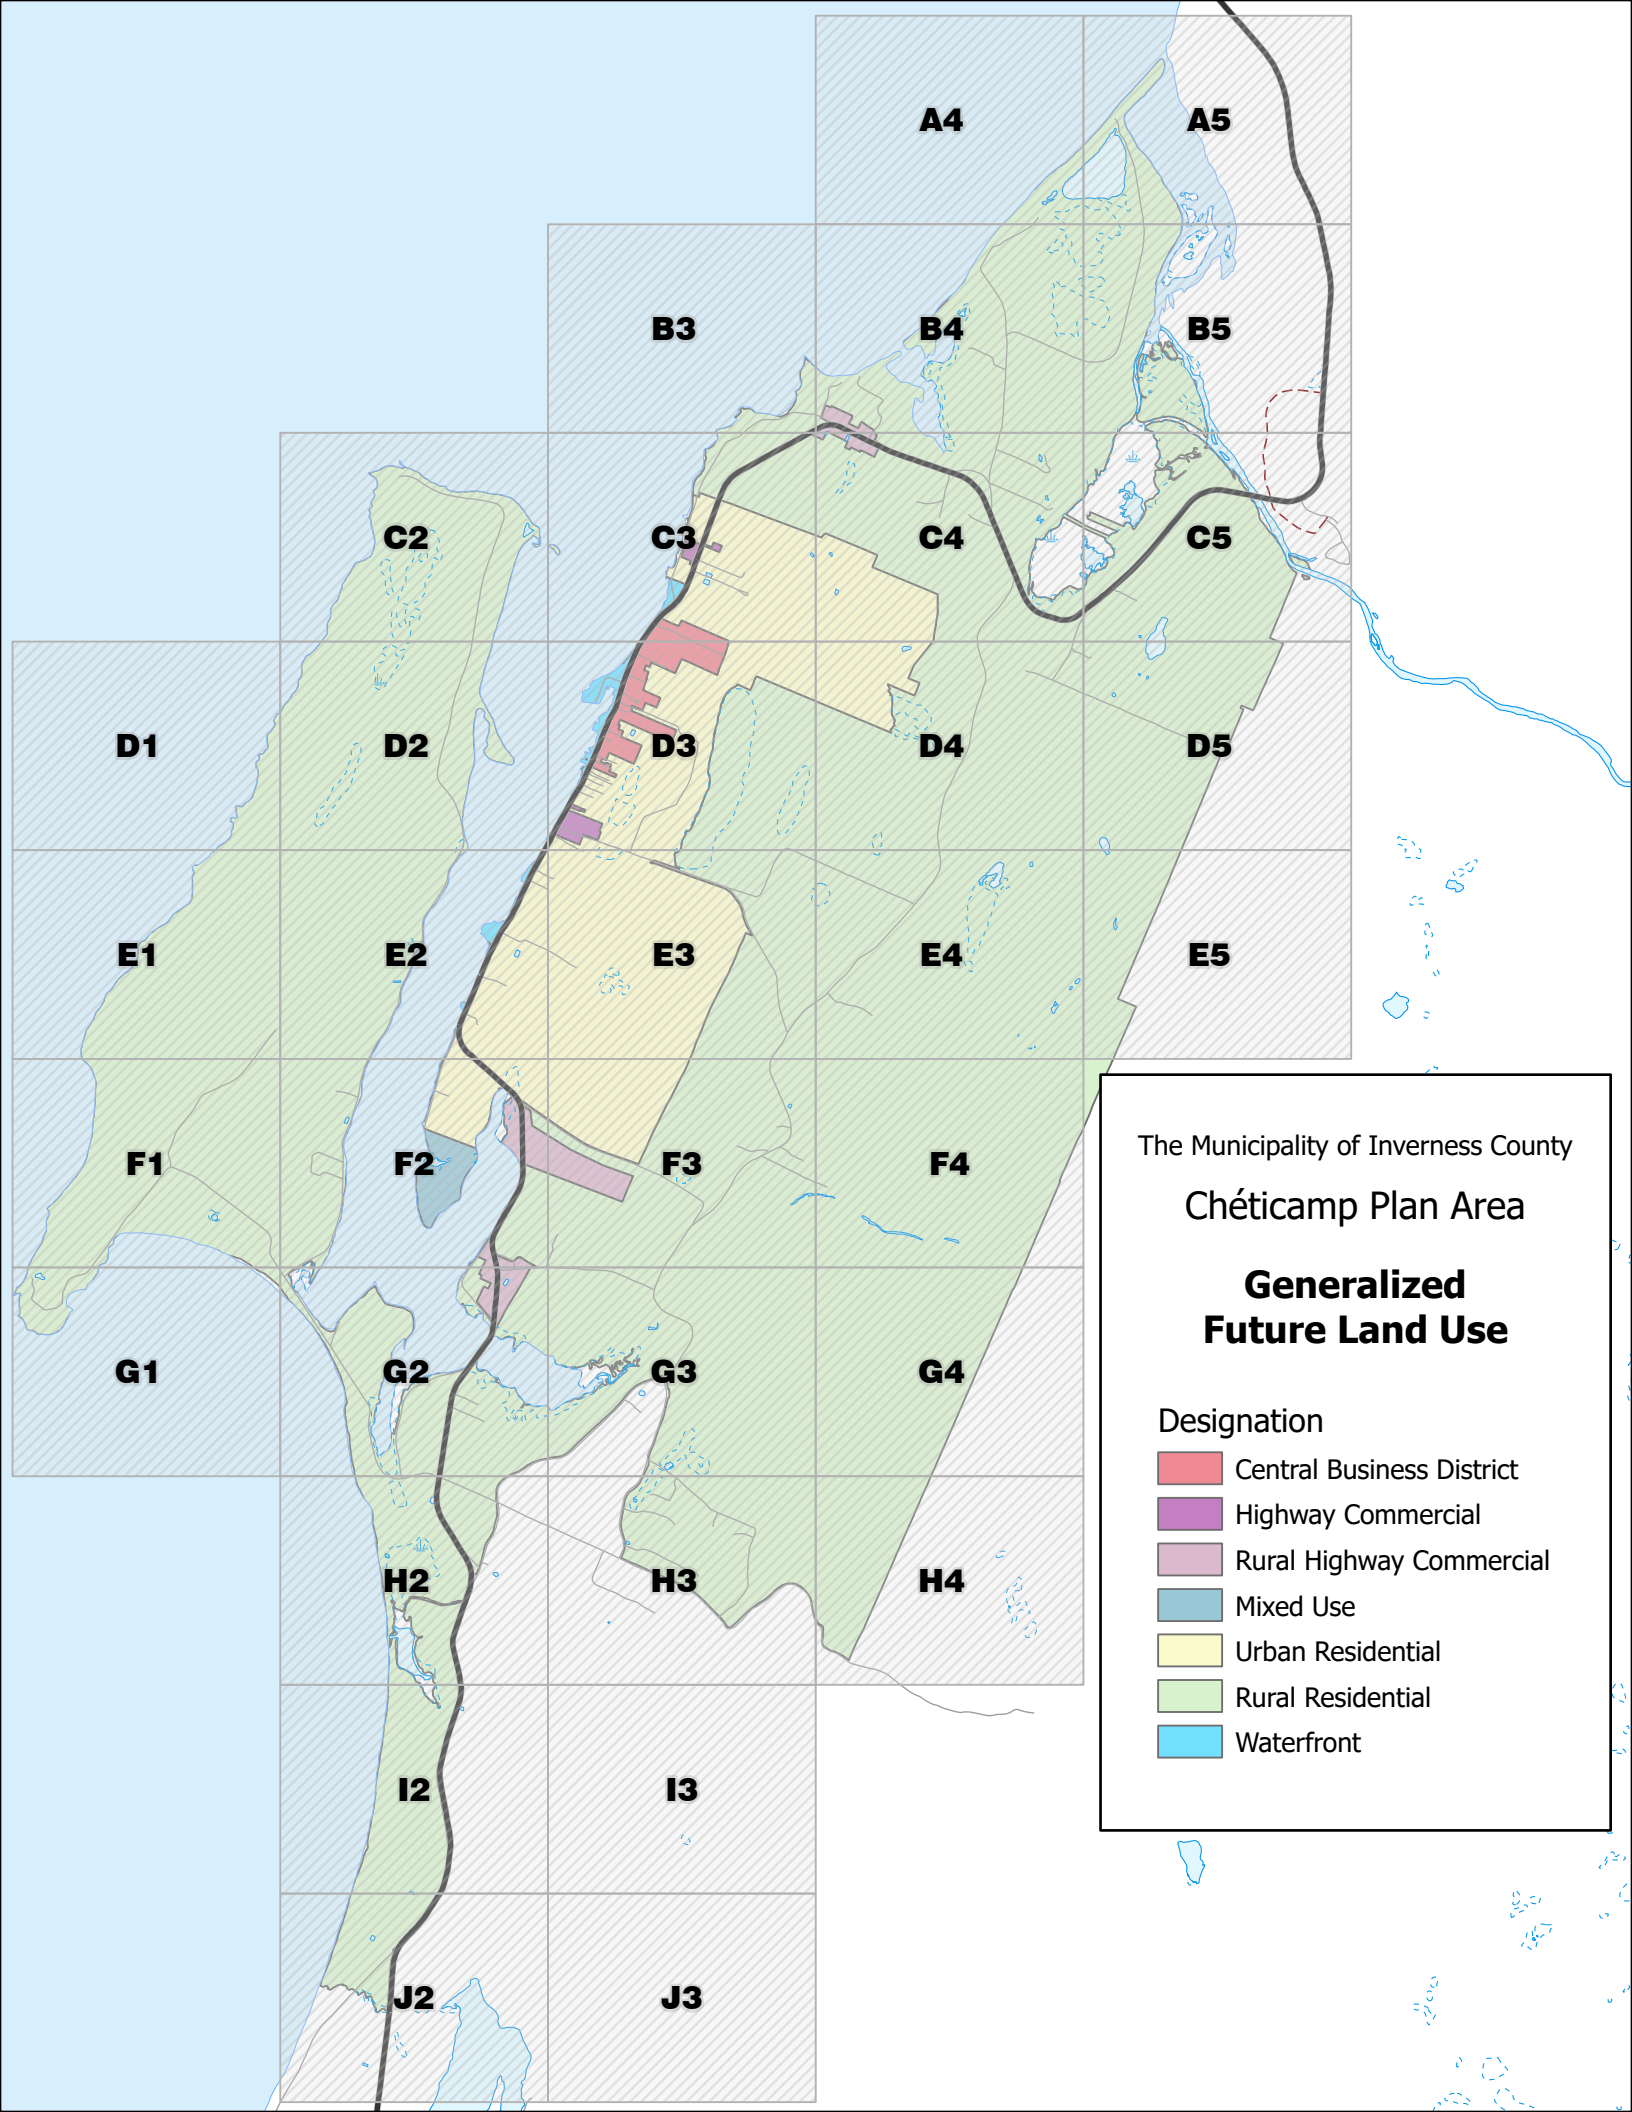 A4
A5
B3
B4
B5
C2
C3
C4
C5
D1
D2
D3
D4
D5
E1
E2
E3
E4
E5
F1
F2
F3
F4
G1
G2
G3
G4
H2
H3
H4
I2
I3
J2
J3
The Municipality of Inverness County
Chéticamp Plan Area
Generalized
Future Land Use
Designation
Central Business District
Highway Commercial
Rural Highway Commercial
Mixed Use
Urban Residential
Rural Residential
Waterfront